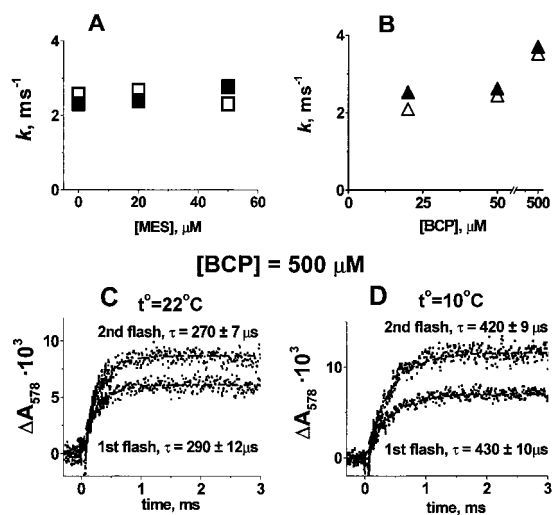 A
B
4
2
0
k, ms⁻¹
0 20 40 60
[MES], μM
4
2
0
k, ms⁻¹
0 25 50 500
[BCP], μM
[BCP] = 500 μM
C t°=22°C
2nd flash, τ = 270 ± 7 μs
1st flash, τ = 290 ± 12μs
10
5
0
ΔA₅₇₈ ·10³
0 1 2 3
time, ms
D t°=10°C
2nd flash, τ = 420 ± 9 μs
1st flash, τ = 430 ± 10μs
10
0
ΔA₅₇₈ ·10³
0 1 2 3
time, ms